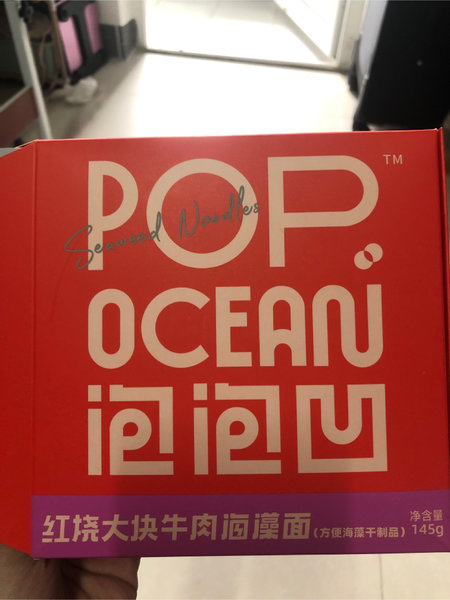 POP
TM
Seaweed Noodles
OCEAN
泡泡凹
红烧大块牛肉海藻面(方便海藻干制品)
净含量
145g